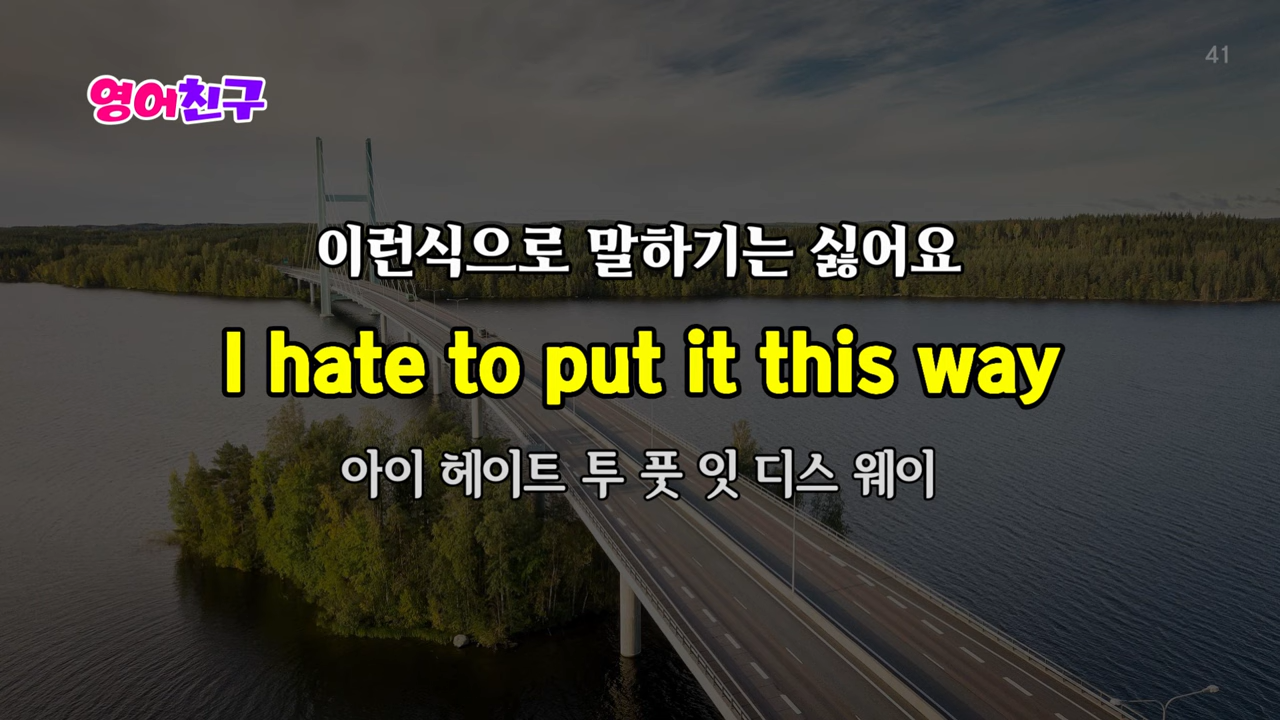 41
영어친구
이런식으로 말하기는 싫어요
I hate to put it this way
아이 헤이트 투 풋 잇 디스 웨이